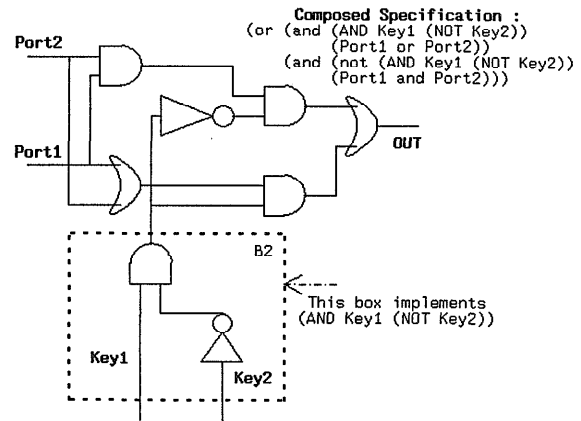 Composed Specification :
(or (and (AND Key1 (NOT Key2))
(Port1 or Port2))
(and (not (AND Key1 (NOT Key2))
(Port1 and Port2)))
Port2
Port1
OUT
B2
This box implements
(AND Key1 (NOT Key2))
Key1
Key2